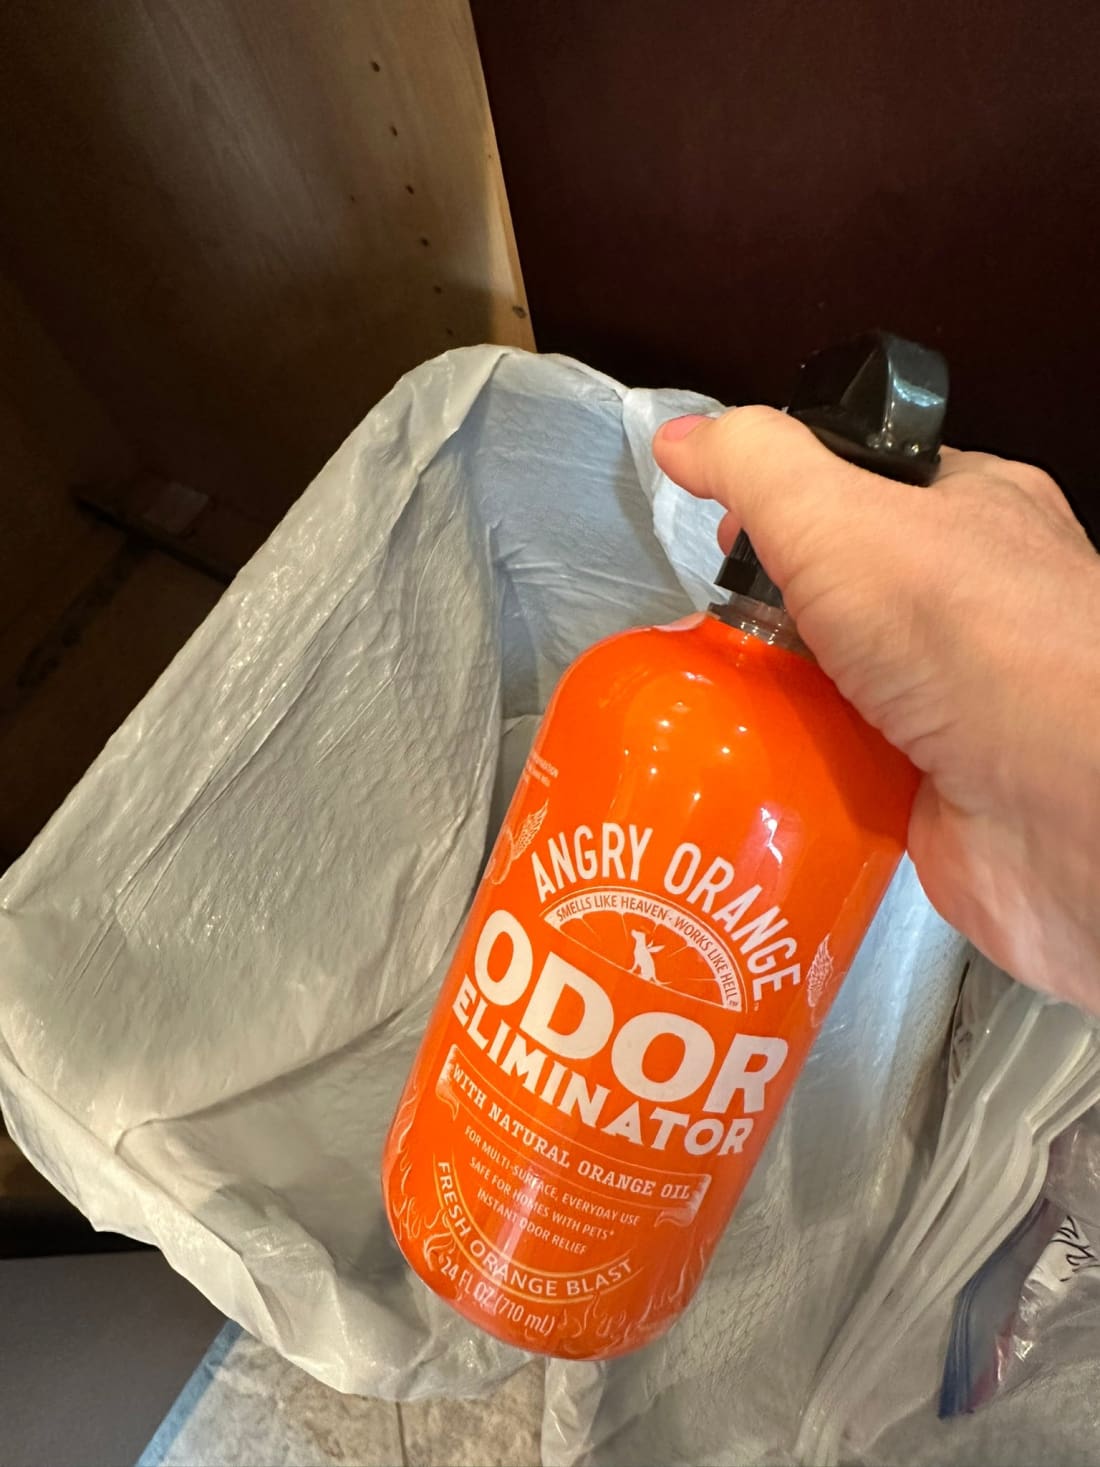 ANGRY ORANGE
SMELLS LIKE HEAVEN · WORKS LIKE HELL™
ODOR
ELIMINATOR
WITH NATURAL ORANGE OIL
FOR MULTI-SURFACE, EVERYDAY USE
SAFE FOR HOMES WITH PETS*
INSTANT ODOR RELIEF
FRESH ORANGE BLAST
24 FL OZ (710 mL)